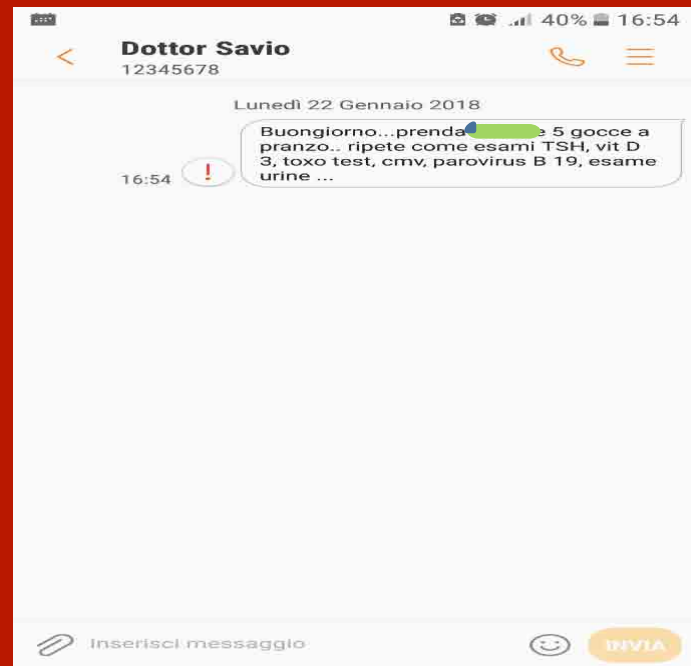 40% 16:54
Dottor Savio
12345678
Lunedì 22 Gennaio 2018
Buongiorno...prenda e 5 gocce a
pranzo.. ripete come esami TSH, vit D
3, toxo test, cmv, parovirus B 19, esame
urine ...
16:54 !
Inserisci messaggio
INVIA